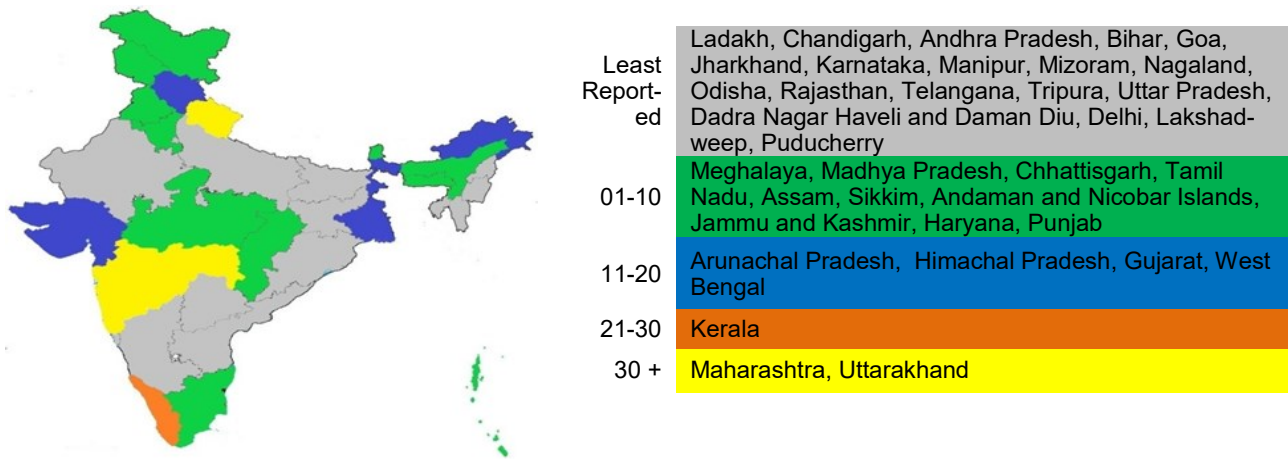 Least
Report-
ed
Ladakh, Chandigarh, Andhra Pradesh, Bihar, Goa,
Jharkhand, Karnataka, Manipur, Mizoram, Nagaland,
Odisha, Rajasthan, Telangana, Tripura, Uttar Pradesh,
Dadra Nagar Haveli and Daman Diu, Delhi, Lakshad-
weep, Puducherry
01-10
Meghalaya, Madhya Pradesh, Chhattisgarh, Tamil
Nadu, Assam, Sikkim, Andaman and Nicobar Islands,
Jammu and Kashmir, Haryana, Punjab
11-20
Arunachal Pradesh, Himachal Pradesh, Gujarat, West
Bengal
21-30
Kerala
30 +
Maharashtra, Uttarakhand